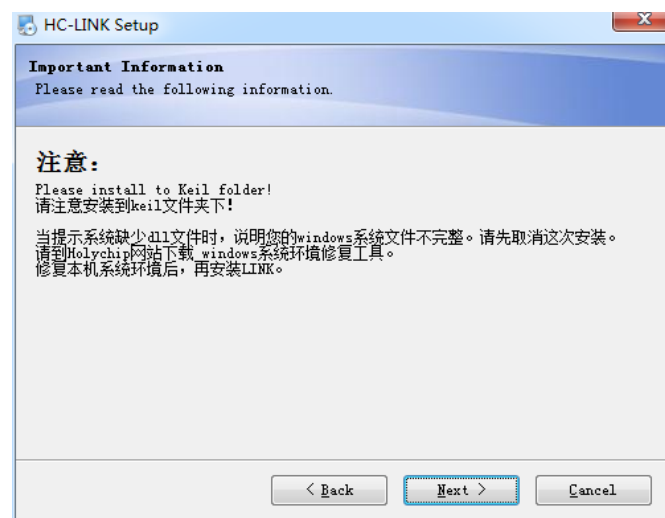 HC-LINK Setup
Important Information
Please read the following information.
注意：
Please install to Keil folder!
请注意安装到keil文件夹下！
当提示系统缺少dll文件时，说明您的windows系统文件不完整。请先取消这次安装。
请到Holychip网站下载 windows系统环境修复工具。
修复本机系统环境后，再安装LINK。
< Back
Next >
Cancel